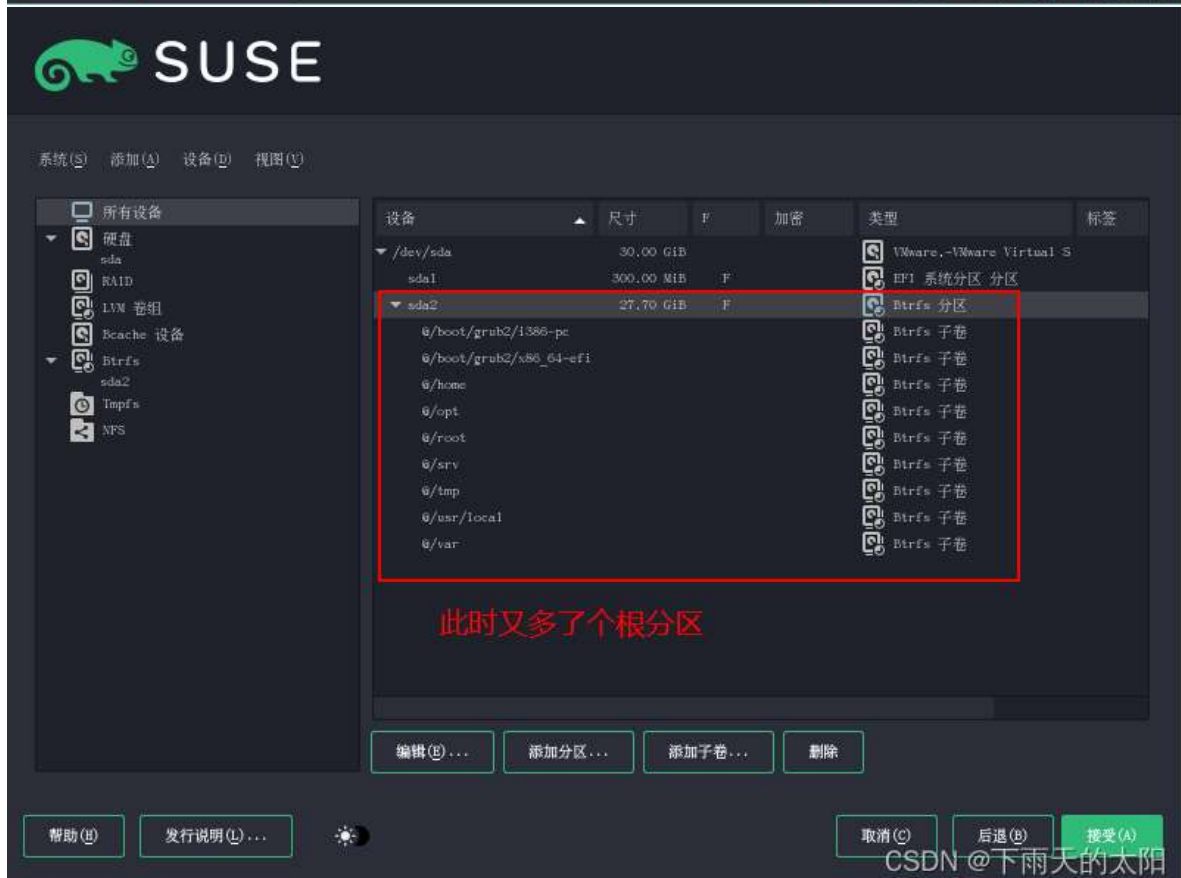 SUSE
系统(S) 添加(A) 设备(D) 视图(V)
所有设备
硬盘
sda
RAID
LVM 卷组
Bcache 设备
Btrfs
sda2
Tmpfs
NFS
设备 尺寸 F 加密 类型 标签
/dev/sda 30.00 GiB VMware,-VMware Virtual S
sda1 300.00 MiB F EFI 系统分区 分区
sda2 27.70 GiB F Btrfs 分区
@/boot/grub2/i386-pc Btrfs 子卷
@/boot/grub2/x86_64-efi Btrfs 子卷
@/home Btrfs 子卷
@/opt Btrfs 子卷
@/root Btrfs 子卷
@/srv Btrfs 子卷
@/tmp Btrfs 子卷
@/usr/local Btrfs 子卷
@/var Btrfs 子卷
此时又多了个根分区
编辑(E)... 添加分区... 添加子卷... 删除
帮助(H) 发行说明(L)... 取消(C) 后退(B) 接受(A)
CSDN @下雨天的太阳